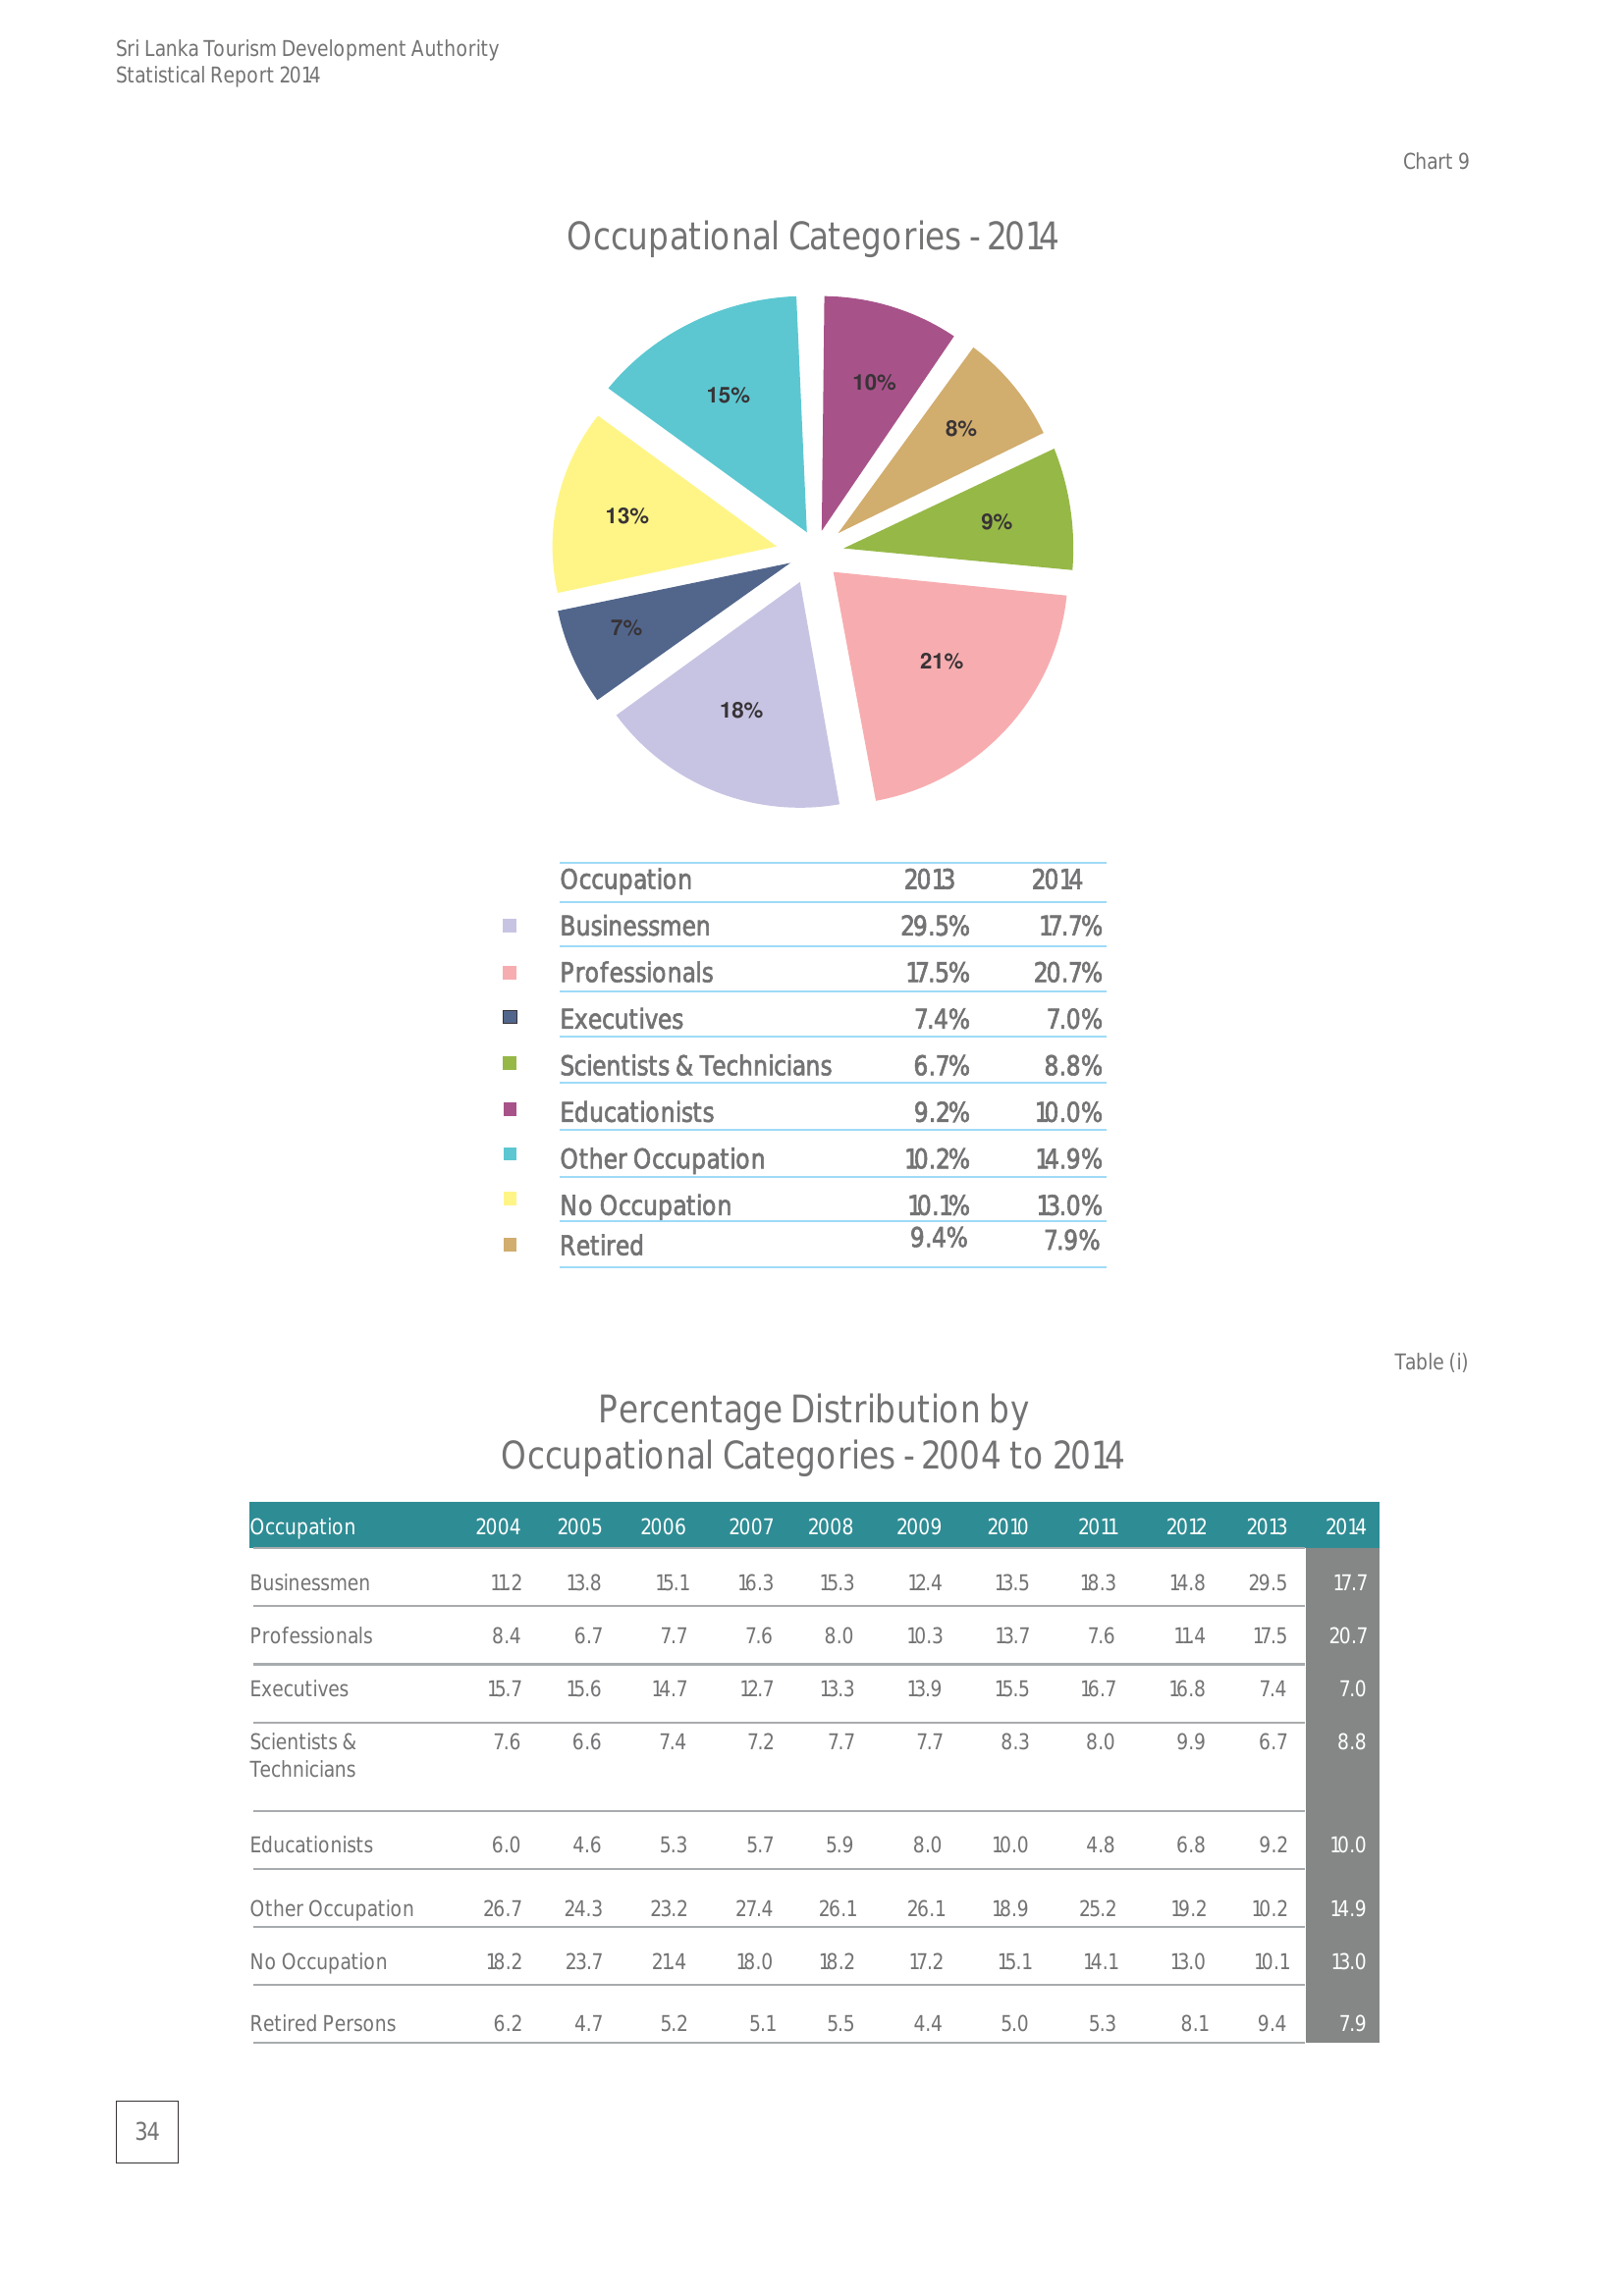 Sri Lanka Tourism Development Authority
Statistical Report 2014
Chart 9
Occupational Categories - 2014
15%
10%
8%
13%
9%
7%
21%
18%
Occupation 2013 2014
Businessmen 29.5% 17.7%
Professionals 17.5% 20.7%
Executives 7.4% 7.0%
Scientists & Technicians 6.7% 8.8%
Educationists 9.2% 10.0%
Other Occupation 10.2% 14.9%
No Occupation 10.1% 13.0%
Retired 9.4% 7.9%
Table (i)
Percentage Distribution by
Occupational Categories - 2004 to 2014
Occupation 2004 2005 2006 2007 2008 2009 2010 2011 2012 2013 2014
Businessmen 11.2 13.8 15.1 16.3 15.3 12.4 13.5 18.3 14.8 29.5 17.7
Professionals 8.4 6.7 7.7 7.6 8.0 10.3 13.7 7.6 11.4 17.5 20.7
Executives 15.7 15.6 14.7 12.7 13.3 13.9 15.5 16.7 16.8 7.4 7.0
Scientists & 7.6 6.6 7.4 7.2 7.7 7.7 8.3 8.0 9.9 6.7 8.8
Technicians
Educationists 6.0 4.6 5.3 5.7 5.9 8.0 10.0 4.8 6.8 9.2 10.0
Other Occupation 26.7 24.3 23.2 27.4 26.1 26.1 18.9 25.2 19.2 10.2 14.9
No Occupation 18.2 23.7 21.4 18.0 18.2 17.2 15.1 14.1 13.0 10.1 13.0
Retired Persons 6.2 4.7 5.2 5.1 5.5 4.4 5.0 5.3 8.1 9.4 7.9
34